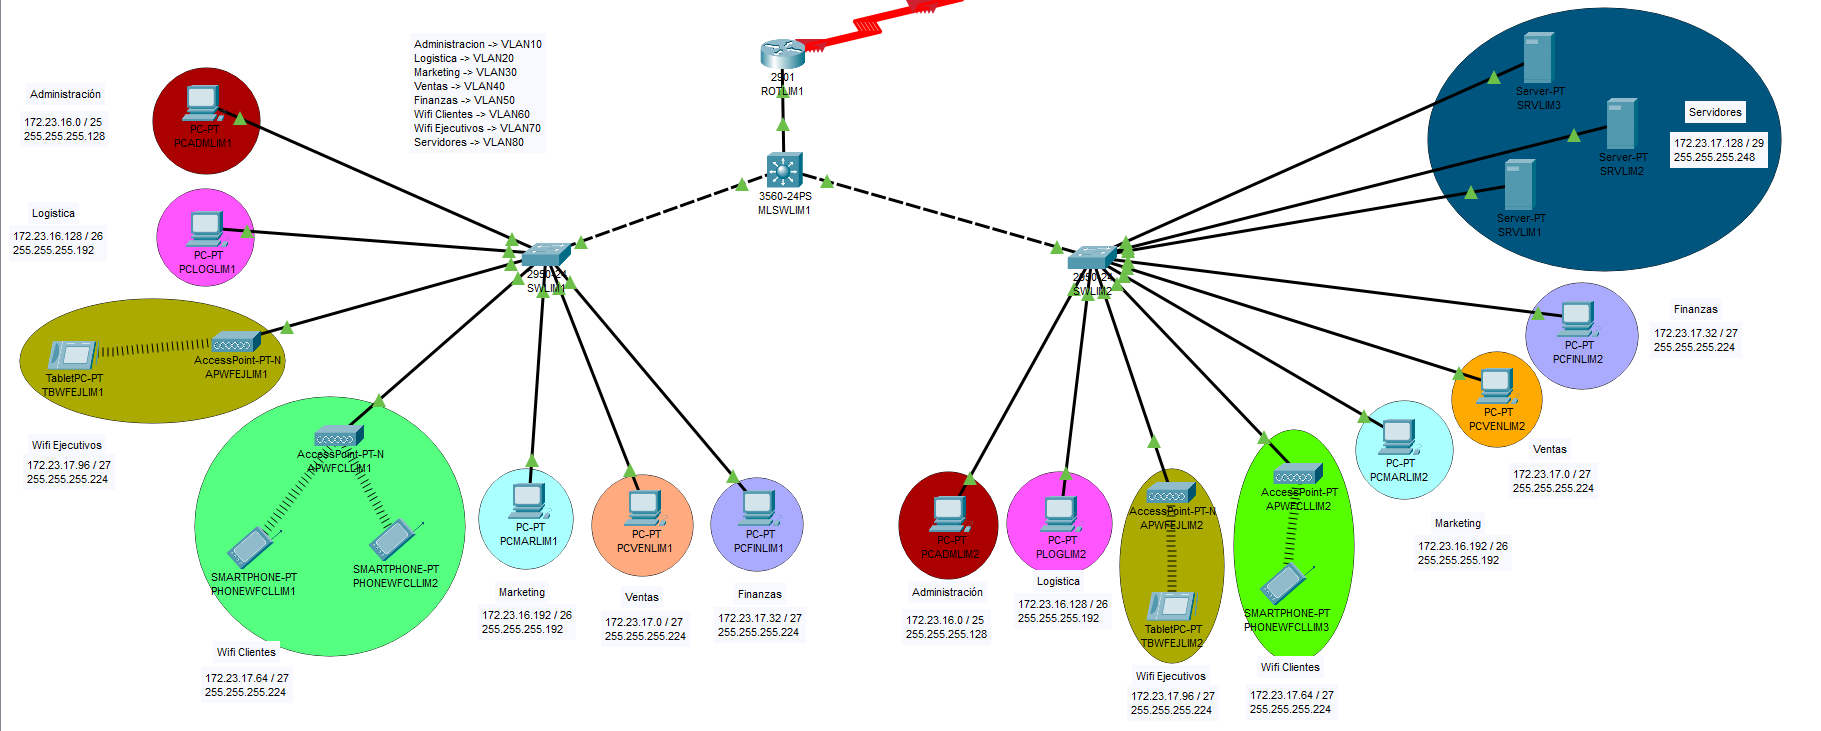 Administracion -> VLAN10
Logistica -> VLAN20
Marketing -> VLAN30
Ventas -> VLAN40
Finanzas -> VLAN50
Wifi Clientes -> VLAN60
Wifi Ejecutivos -> VLAN70
Servidores -> VLAN80
2901
ROTLIM1
3560-24PS
MLSWLIM1
Administración
172.23.16.0 / 25
255.255.255.128
PC-PT
PCADMLIM1
Logistica
172.23.16.128 / 26
255.255.255.192
PC-PT
PCLOGLIM1
2950-24
SWLIM1
AccessPoint-PT-N
APWFEJLIM1
TabletPC-PT
TBWFEJLIM1
Wifi Ejecutivos
172.23.17.96 / 27
255.255.255.224
AccessPoint-PT-N
APWFCLLIM1
SMARTPHONE-PT
PHONEWFCLLIM1
SMARTPHONE-PT
PHONEWFCLLIM2
Wifi Clientes
172.23.17.64 / 27
255.255.255.224
PC-PT
PCMARLIM1
Marketing
172.23.16.192 / 26
255.255.255.192
PC-PT
PCVENLIM1
Ventas
172.23.17.0 / 27
255.255.255.224
PC-PT
PCFINLIM1
Finanzas
172.23.17.32 / 27
255.255.255.224
Server-PT
SRVLIM3
Server-PT
SRVLIM2
Server-PT
SRVLIM1
Servidores
172.23.17.128 / 29
255.255.255.248
2950-24
SWLIM2
PC-PT
PCFINLIM2
Finanzas
172.23.17.32 / 27
255.255.255.224
PC-PT
PCVENLIM2
Ventas
172.23.17.0 / 27
255.255.255.224
PC-PT
PCMARLIM2
Marketing
172.23.16.192 / 26
255.255.255.192
PC-PT
PCADMLIM2
Administración
172.23.16.0 / 25
255.255.255.128
PC-PT
PLOGLIM2
Logistica
172.23.16.128 / 26
255.255.255.192
AccessPoint-PT-N
APWFEJLIM2
TabletPC-PT
TBWFEJLIM2
Wifi Ejecutivos
172.23.17.96 / 27
255.255.255.224
AccessPoint-PT
APWFCLLIM2
SMARTPHONE-PT
PHONEWFCLLIM3
Wifi Clientes
172.23.17.64 / 27
255.255.255.224